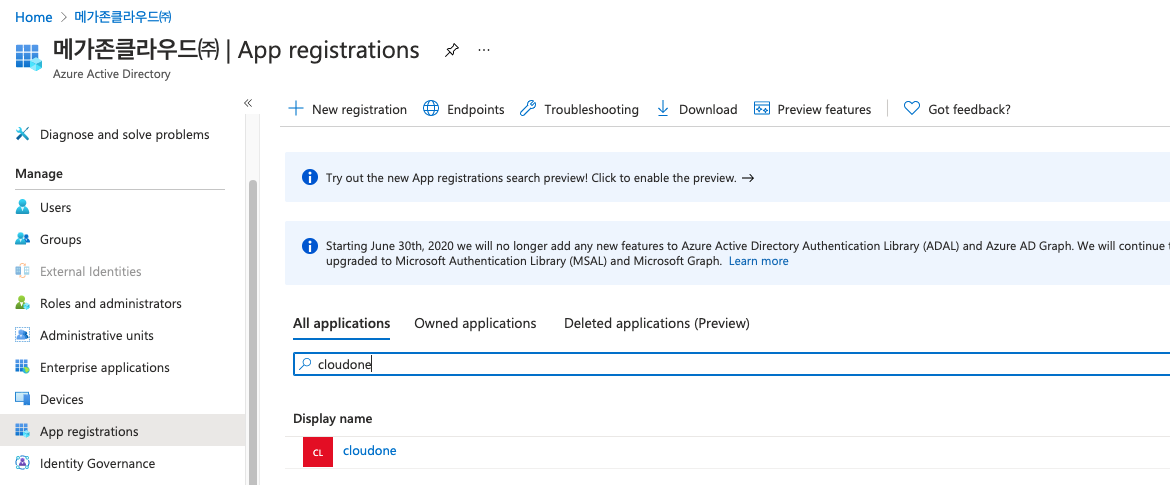 Home > 메가존클라우드㈜
메가존클라우드㈜ | App registrations
Azure Active Directory
Diagnose and solve problems
Manage
Users
Groups
External Identities
Roles and administrators
Administrative units
Enterprise applications
Devices
App registrations
Identity Governance
New registration Endpoints Troubleshooting Download Preview features Got feedback?
Try out the new App registrations search preview! Click to enable the preview. →
Starting June 30th, 2020 we will no longer add any new features to Azure Active Directory Authentication Library (ADAL) and Azure AD Graph. We will continue
upgraded to Microsoft Authentication Library (MSAL) and Microsoft Graph. Learn more
All applications Owned applications Deleted applications (Preview)
cloudone
Display name
CL cloudone